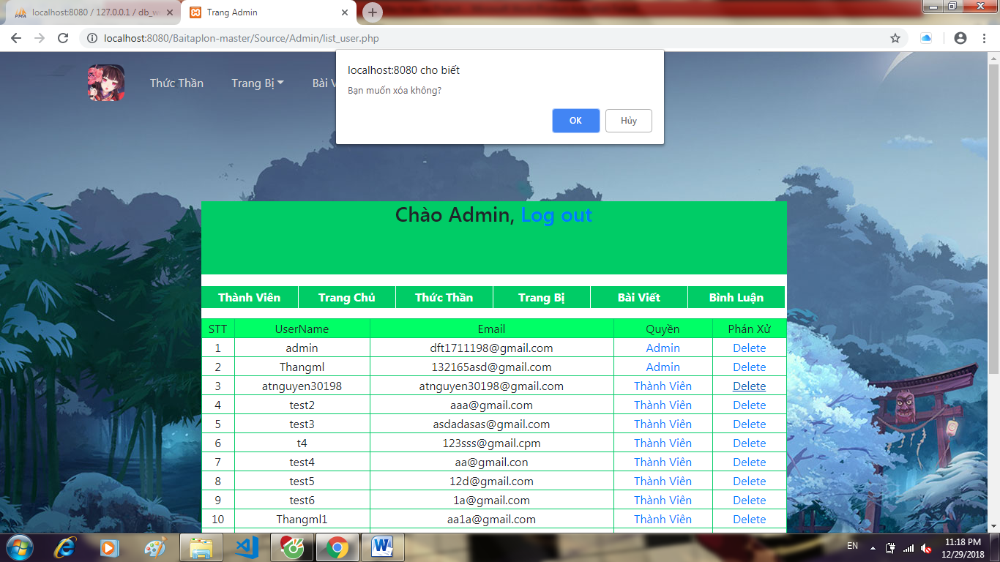 PMA localhost:8080 / 127.0.0.1 / db_w
Trang Admin
localhost:8080/Baitaplon-master/Source/Admin/list_user.php
localhost:8080 cho biết
Bạn muốn xóa không?
OK Hủy
Thức Thần Trang Bị Bài V
Chào Admin, Log out
Thành Viên Trang Chủ Thức Thần Trang Bị Bài Viết Bình Luận
STT UserName Email Quyền Phán Xử
1 admin dft1711198@gmail.com Admin Delete
2 Thangml 132165asd@gmail.com Admin Delete
3 atnguyen30198 atnguyen30198@gmail.com Thành Viên Delete
4 test2 aaa@gmail.com Thành Viên Delete
5 test3 asdadasas@gmail.com Thành Viên Delete
6 t4 123sss@gmail.cpm Thành Viên Delete
7 test4 aa@gmail.con Thành Viên Delete
8 test5 12d@gmail.com Thành Viên Delete
9 test6 1a@gmail.com Thành Viên Delete
10 Thangml1 aa1a@gmail.com Thành Viên Delete
EN 11:18 PM
12/29/2018